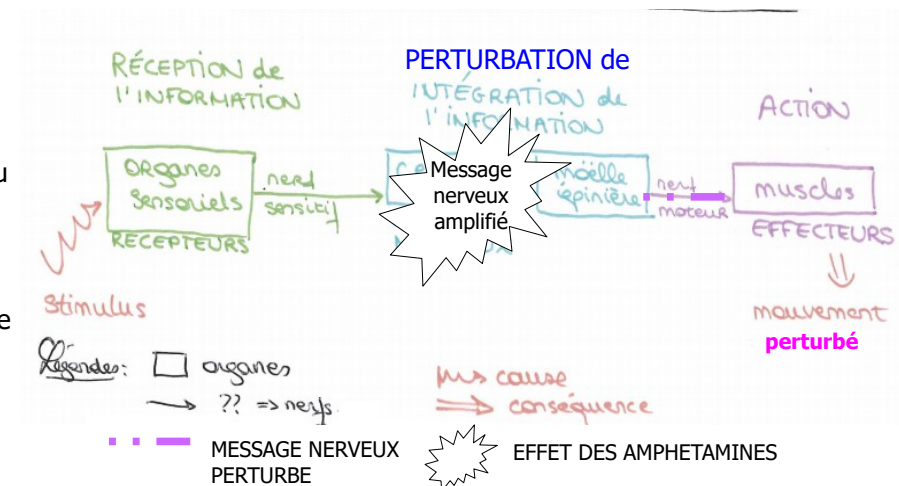 RÉCEPTION de
l'INFORMATION
PERTURBATION de
INTÉGRATION de
l'INFORMATION
ACTION
u
ORganes
Sensoriels
nerf
sensitif
Message
nerveux
amplifié
moëlle
épinière
nerf
moteur
muscles
RÉCEPTEURS
EFFECTEURS
Stimulus
e
mouvement
perturbé
Légendes:
organes
?? => nerfs.
cause
conséquence
MESSAGE NERVEUX
PERTURBE
EFFET DES AMPHETAMINES